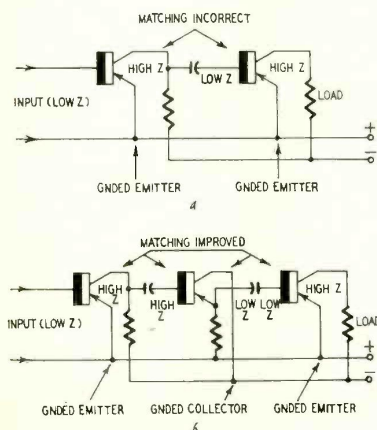 MATCHING INCORRECT
HIGH Z
LOW Z
HIGH Z
INPUT (LOW Z)
LOAD
+
−
GNDED EMITTER
GNDED EMITTER
a
MATCHING IMPROVED
HIGH
Z
HIGH
Z
LOW
Z
LOW
Z
HIGH Z
INPUT (LOW Z)
LOAD
+
−
GNDED EMITTER
GNDED COLLECTOR
GNDED EMITTER
b